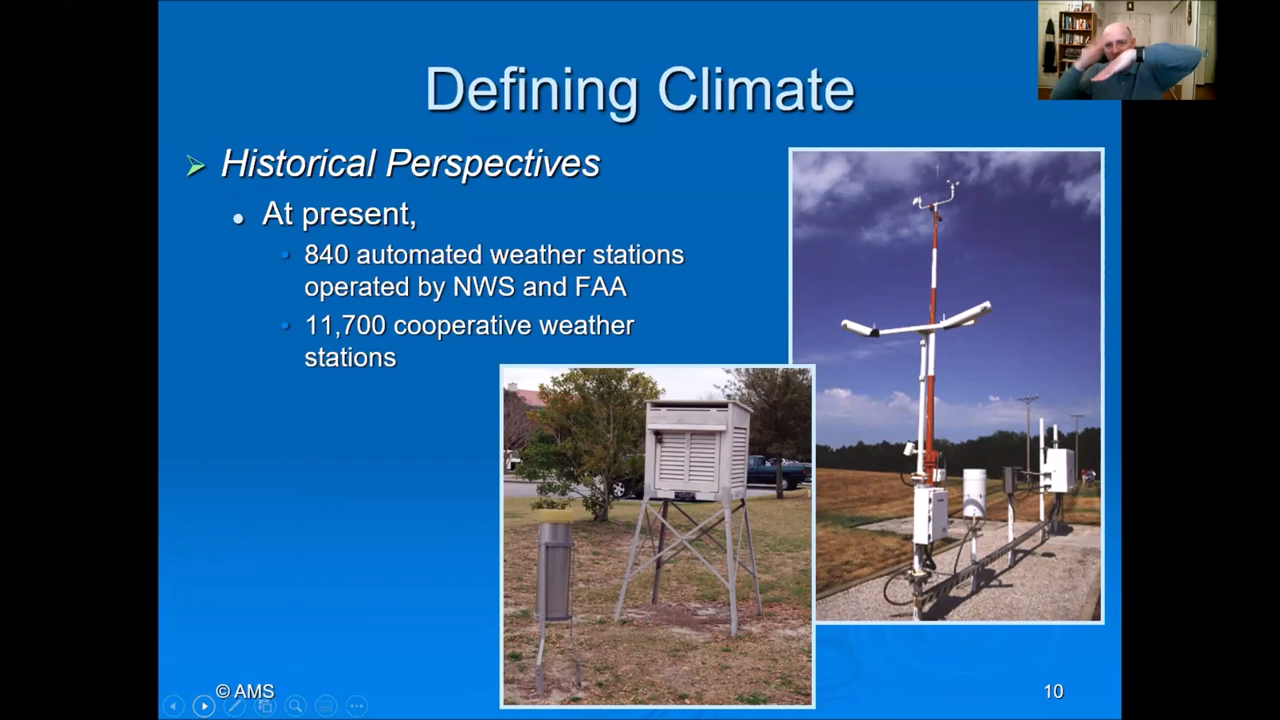 Defining Climate
Historical Perspectives
At present,
840 automated weather stations
operated by NWS and FAA
11,700 cooperative weather
stations
© AMS
10